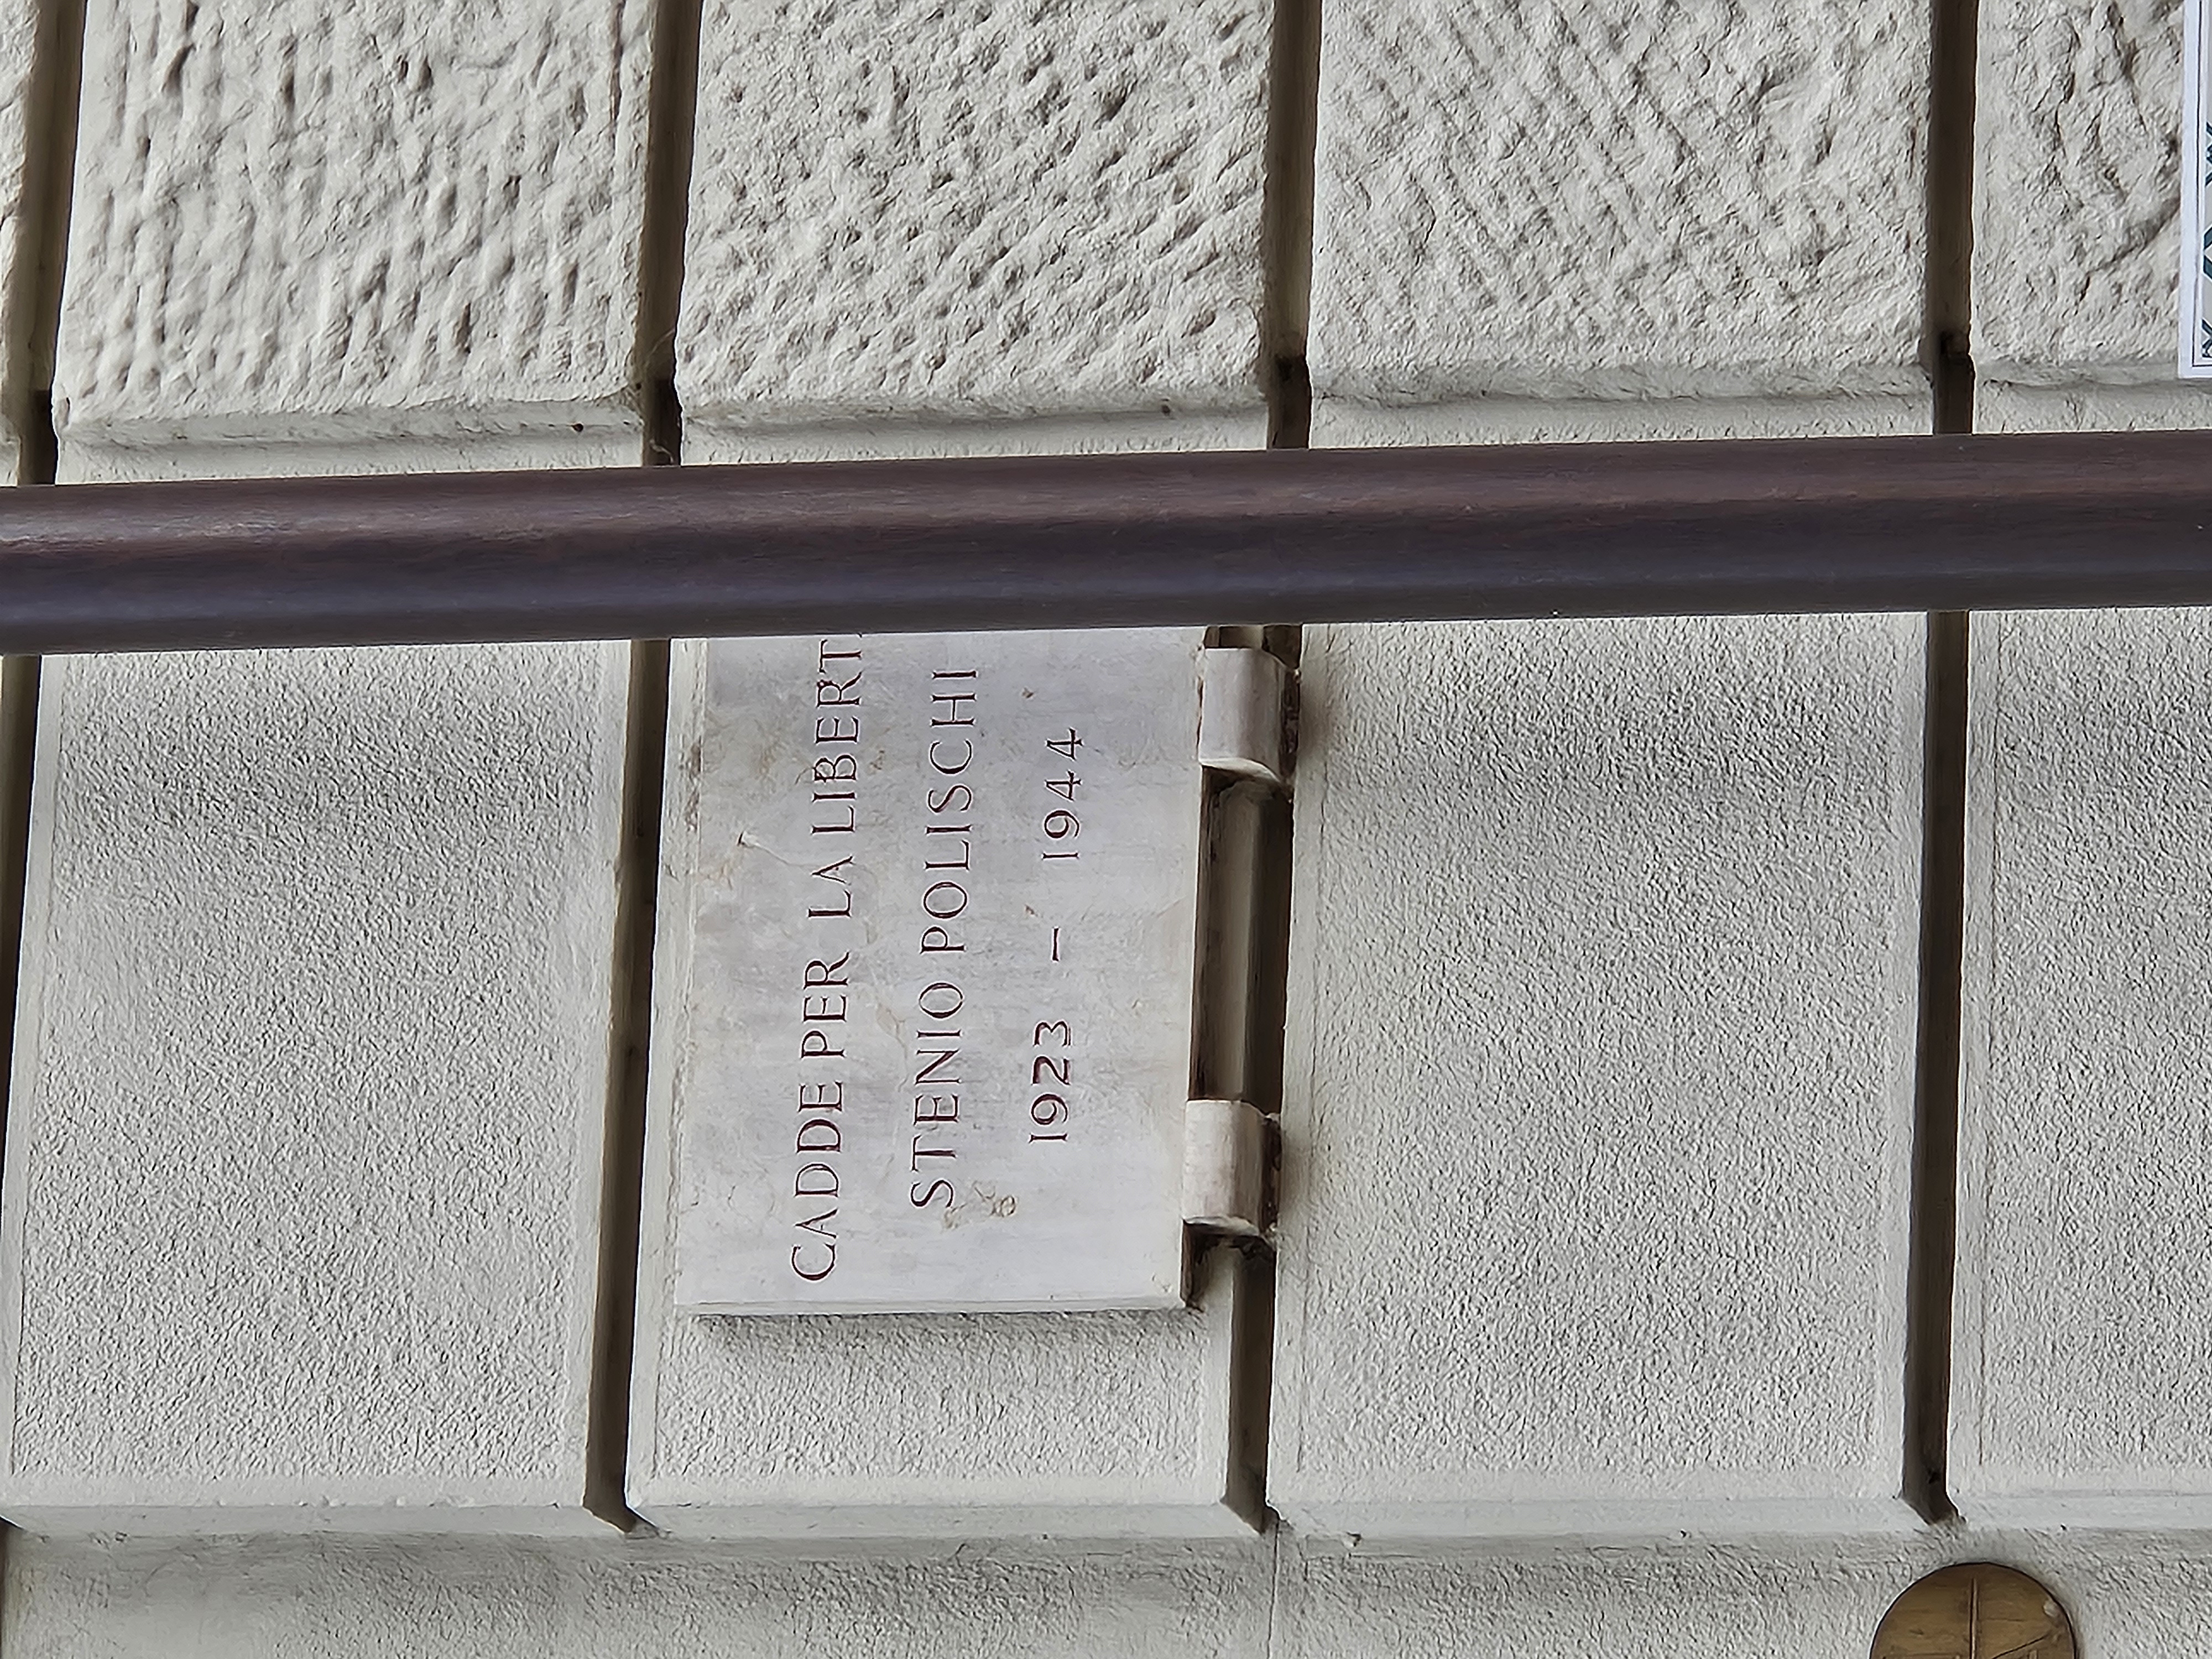 CADDE PER LA LIBERT
STENIO POLISCHI
1923 – 1944